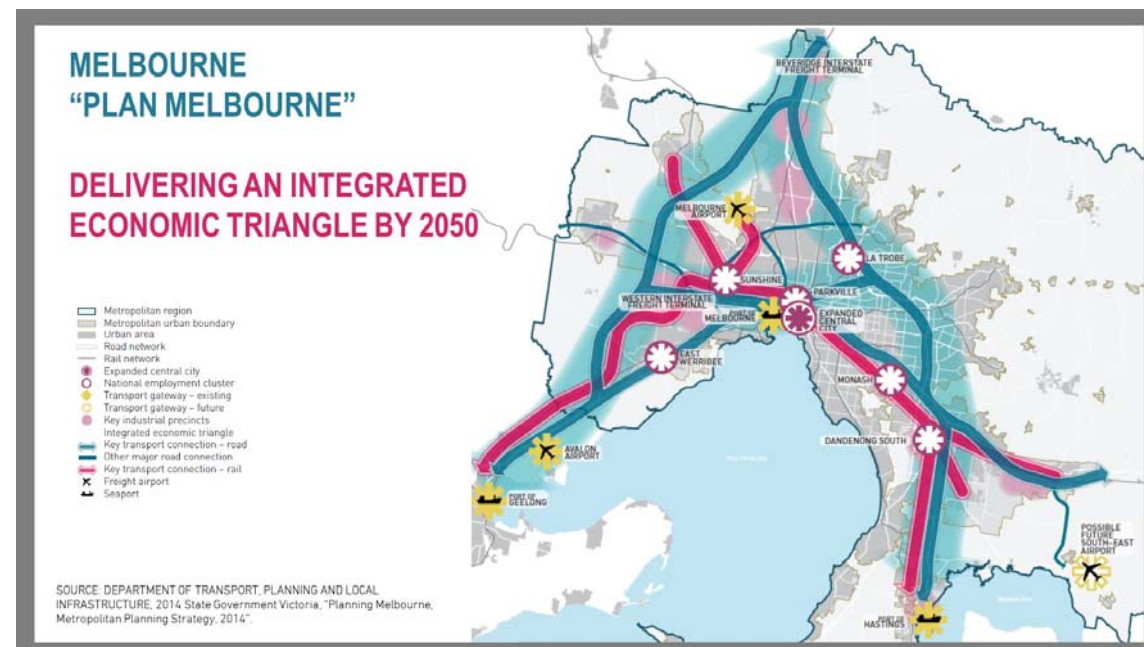 MELBOURNE
“PLAN MELBOURNE”
DELIVERING AN INTEGRATED
ECONOMIC TRIANGLE BY 2050
Metropolitan region
Metropolitan urban boundary
Urban area
Road network
Rail network
Expanded central city
National employment cluster
Transport gateway – existing
Transport gateway – future
Key industrial precincts
Integrated economic triangle
Key transport connection – road
Other major road connection
Key transport connection – rail
Freight airport
Seaport
SOURCE: DEPARTMENT OF TRANSPORT, PLANNING AND LOCAL
INFRASTRUCTURE, 2014 State Government Victoria, "Planning Melbourne,
Metropolitan Planning Strategy, 2014".
BEVERIDGE INTERSTATE
FREIGHT TERMINAL
MELBOURNE
AIRPORT
LA TROBE
SUNSHINE
PARKVILLE
WESTERN INTERSTATE
FREIGHT TERMINAL
PORT OF
MELBOURNE
EXPANDED
CENTRAL
CITY
EAST
WERRIBEE
MONASH
DANDENONG SOUTH
AVALON
AIRPORT
PORT OF
GEELONG
POSSIBLE
FUTURE
SOUTH-EAST
AIRPORT
PORT OF
HASTINGS